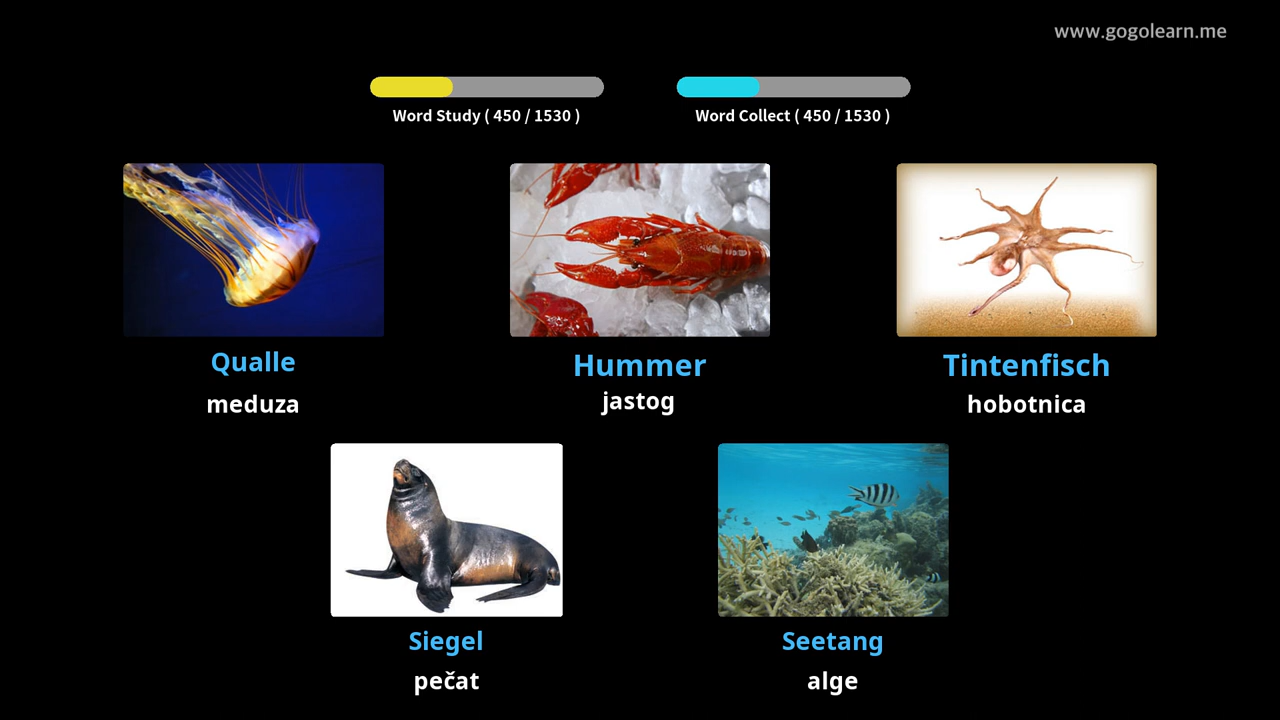 www.gogolearn.me
Word Study ( 450 / 1530 )
Word Collect ( 450 / 1530 )
Qualle
meduza
Hummer
jastog
Tintenfisch
hobotnica
Siegel
pečat
Seetang
alge